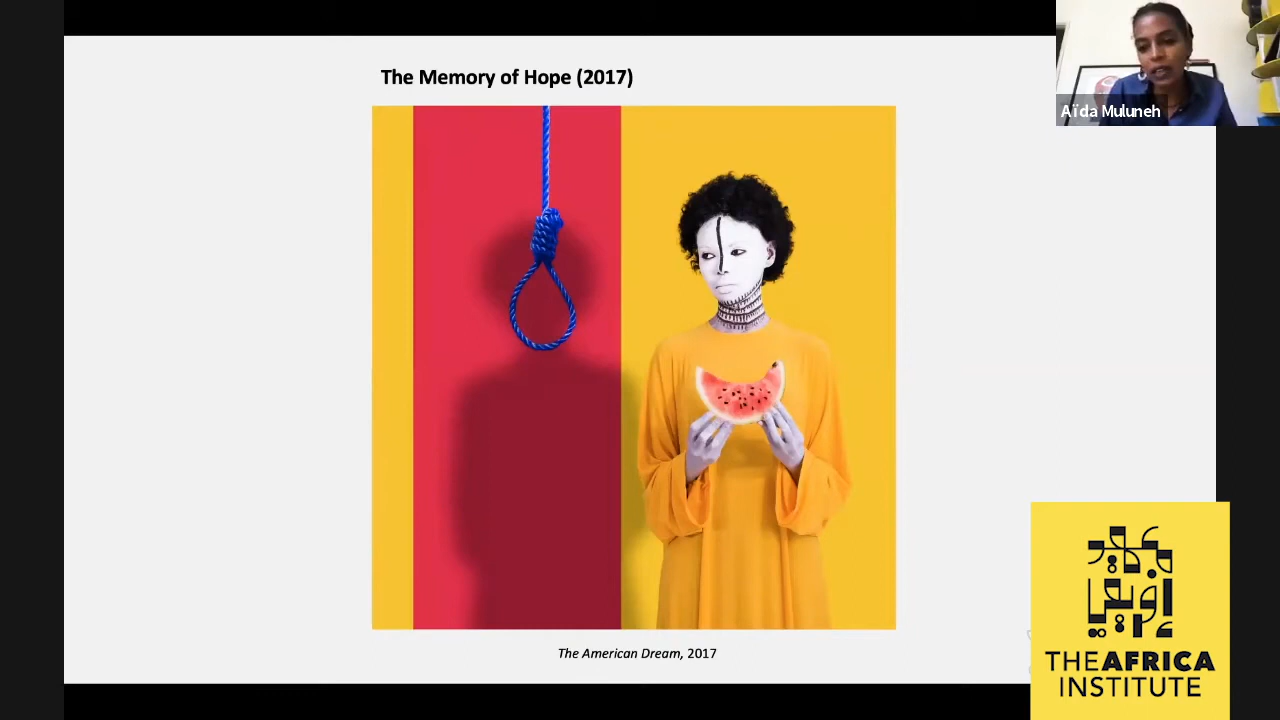 The Memory of Hope (2017)
Aïda Muluneh
The American Dream, 2017
THE AFRICA
INSTITUTE